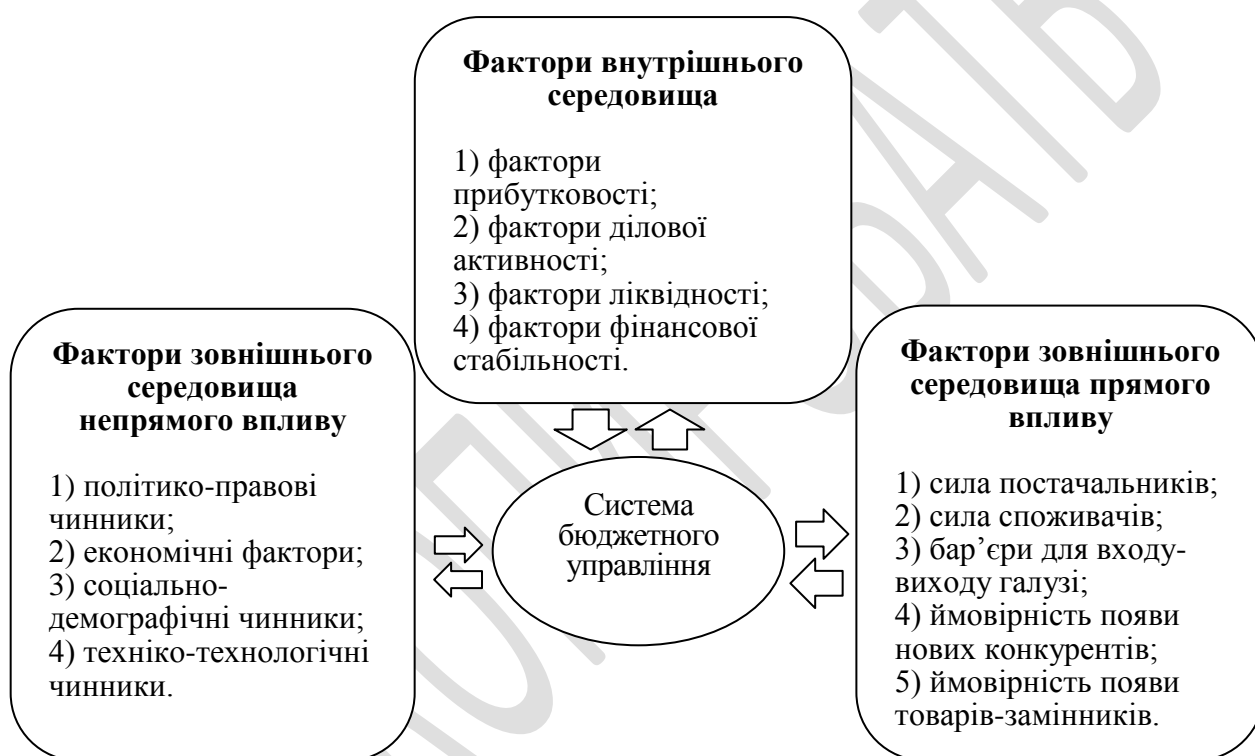 Фактори внутрішнього
середовища
1) фактори
прибутковості;
2) фактори ділової
активності;
3) фактори ліквідності;
4) фактори фінансової
стабільності.
Фактори зовнішнього
середовища
непрямого впливу
1) політико-правові
чинники;
2) економічні фактори;
3) соціально-
демографічні чинники;
4) техніко-технологічні
чинники.
Система
бюджетного
управління
Фактори зовнішнього
середовища прямого
впливу
1) сила постачальників;
2) сила споживачів;
3) бар’єри для входу-
виходу галузі;
4) ймовірність появи
нових конкурентів;
5) ймовірність появи
товарів-замінників.